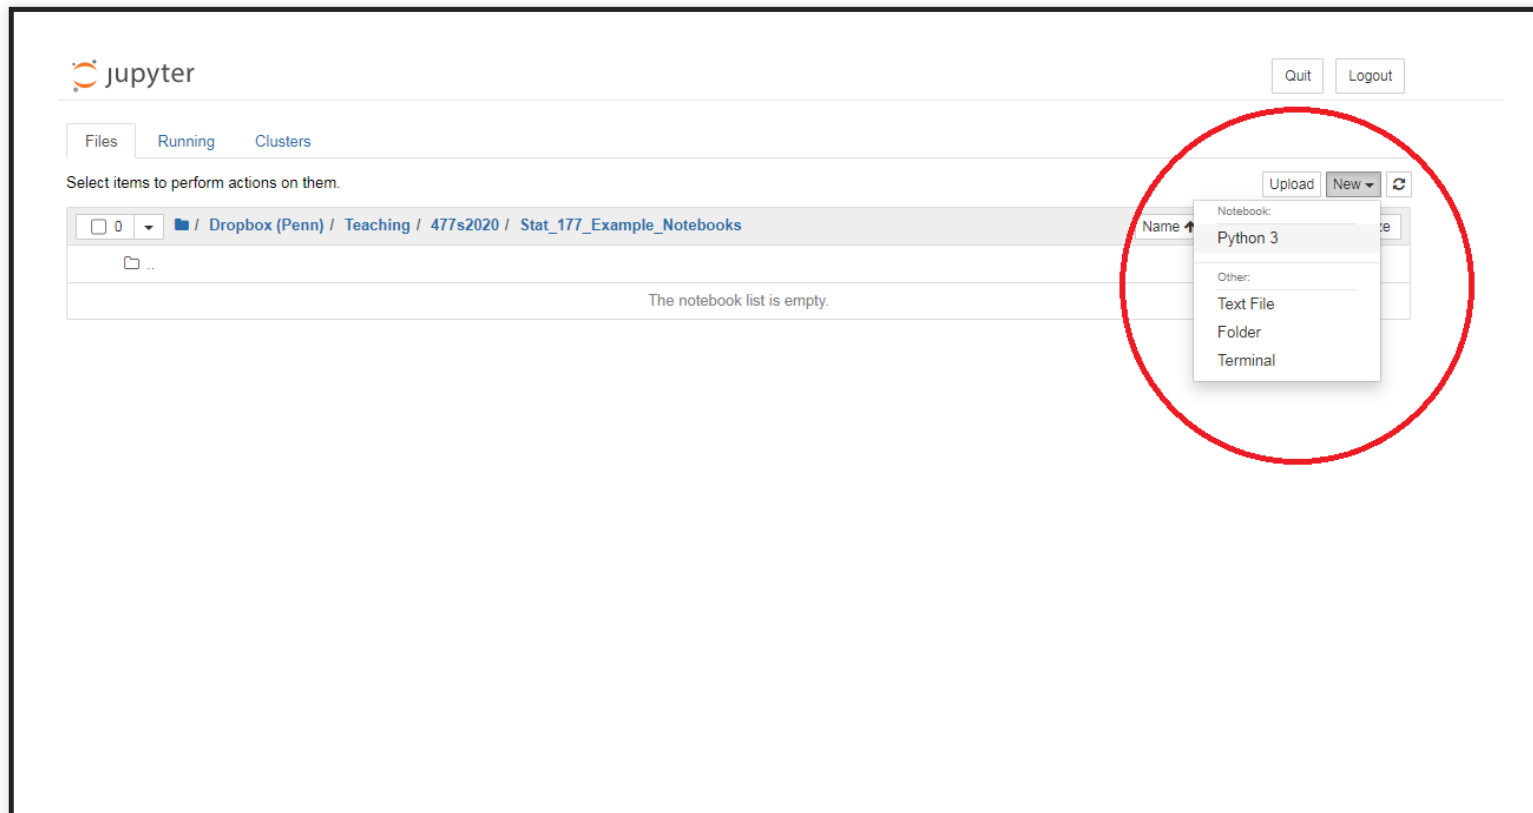 jupyter
Quit Logout
Files Running Clusters
Select items to perform actions on them.
Upload New
0 / Dropbox (Penn) / Teaching / 477s2020 / Stat_177_Example_Notebooks
Name
Notebook:
Python 3
..
Other:
The notebook list is empty.
Text File
Folder
Terminal